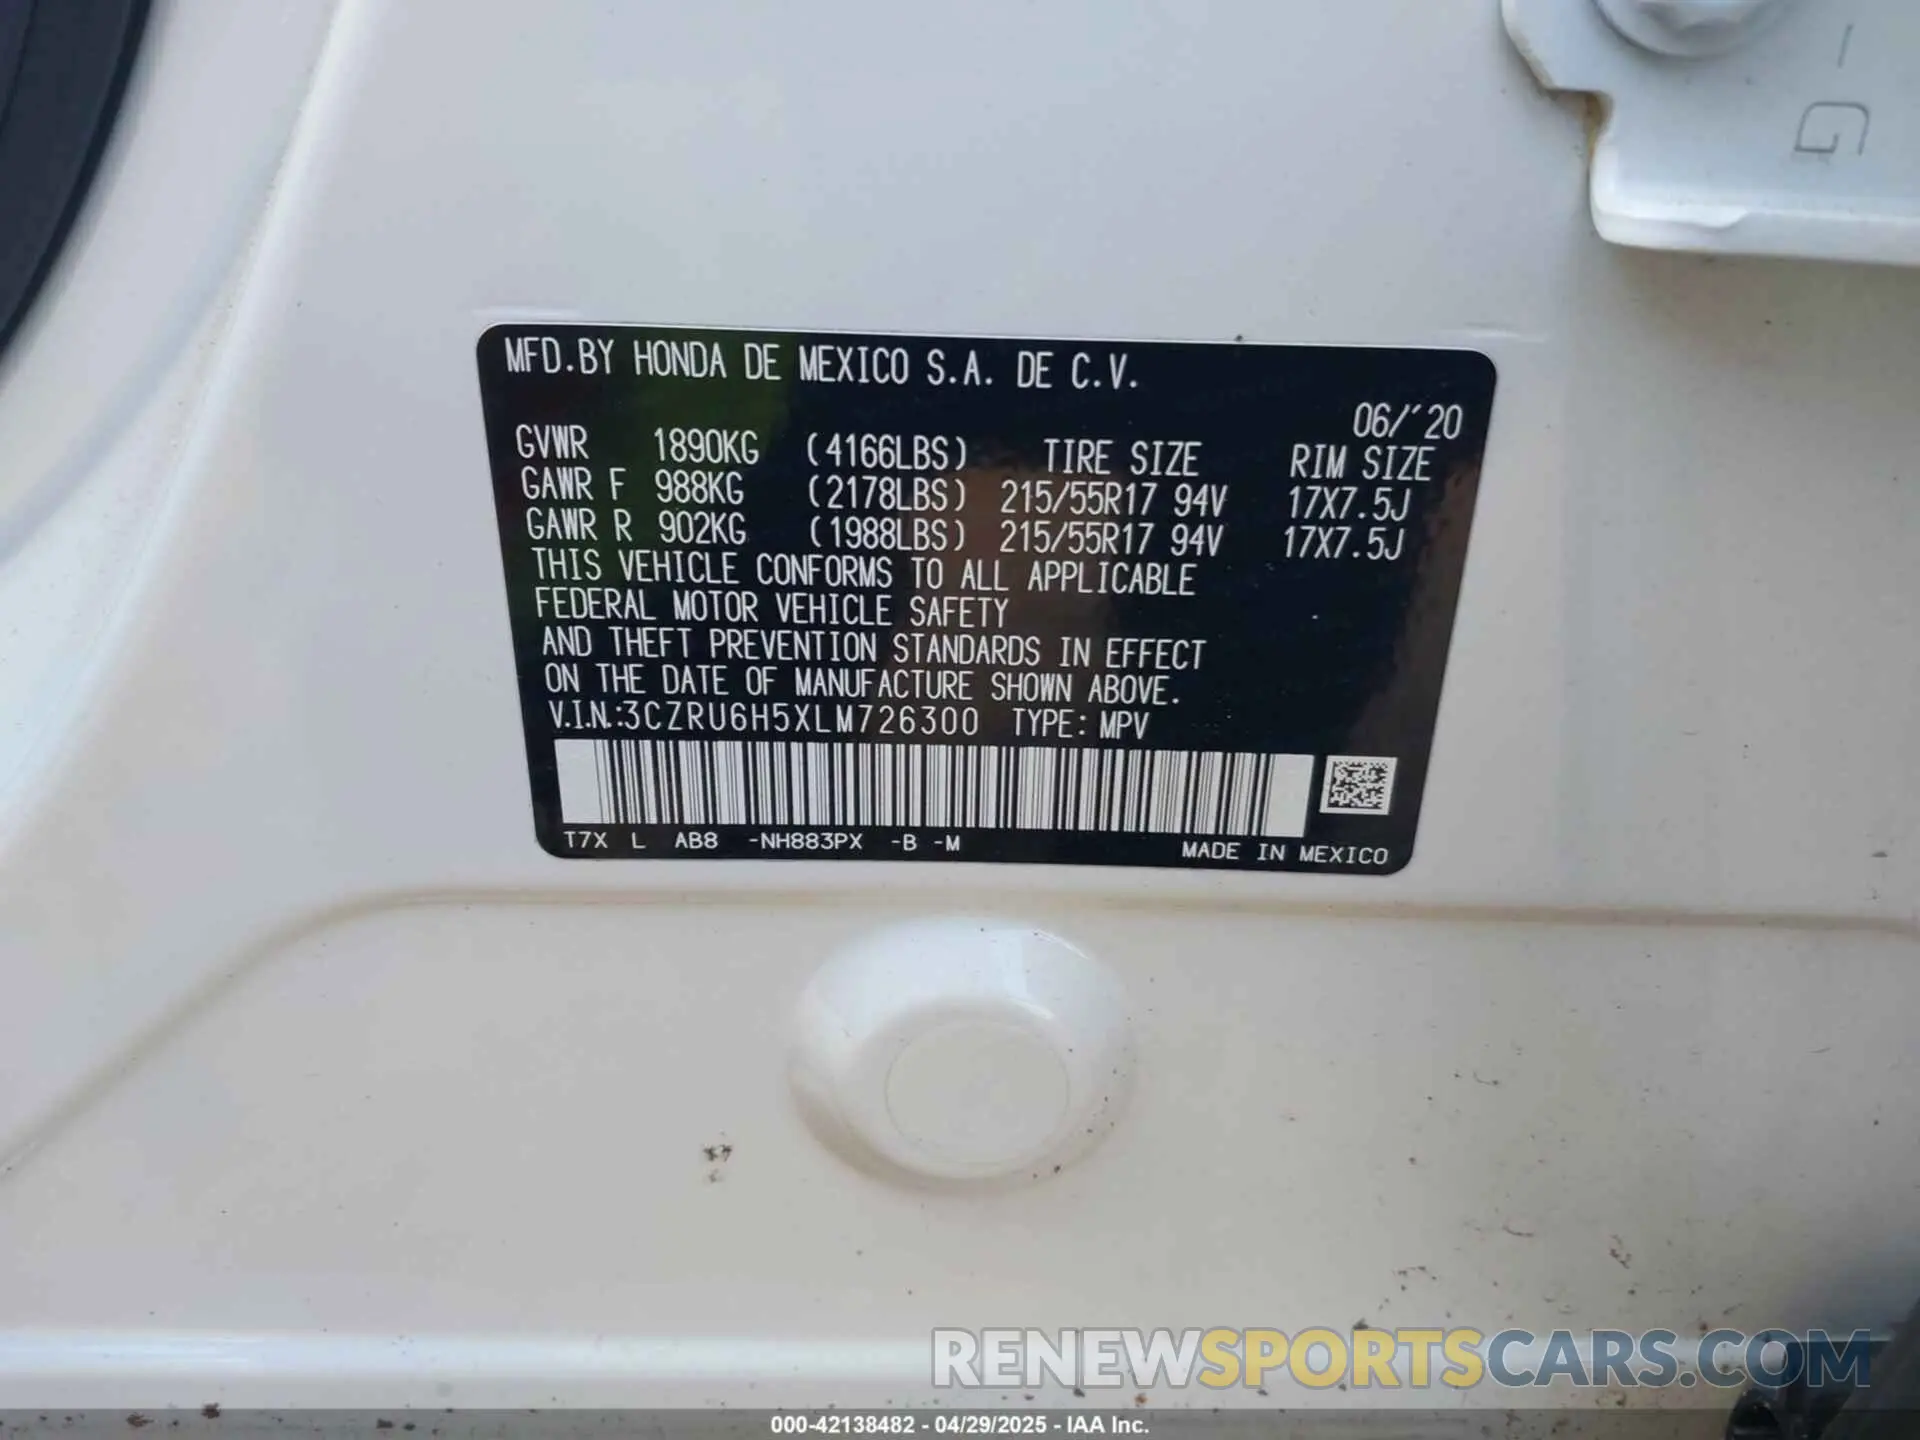 - G
MFD.BY HONDA DE MEXICO S.A. DE C.V.
06/'20
GVWR 1890KG (4166LBS) TIRE SIZE RIM SIZE
GAWR F 988KG (2178LBS) 215/55R17 94V 17X7.5J
GAWR R 902KG (1988LBS) 215/55R17 94V 17X7.5J
THIS VEHICLE CONFORMS TO ALL APPLICABLE
FEDERAL MOTOR VEHICLE SAFETY
AND THEFT PREVENTION STANDARDS IN EFFECT
ON THE DATE OF MANUFACTURE SHOWN ABOVE.
V.I.N.:3CZRU6H5XLM726300 TYPE: MPV
T7X L AB8 -NH883PX -B -M MADE IN MEXICO
RENEWSPORTSCARS.COM
000-42138482 - 04/29/2025 - IAA Inc.